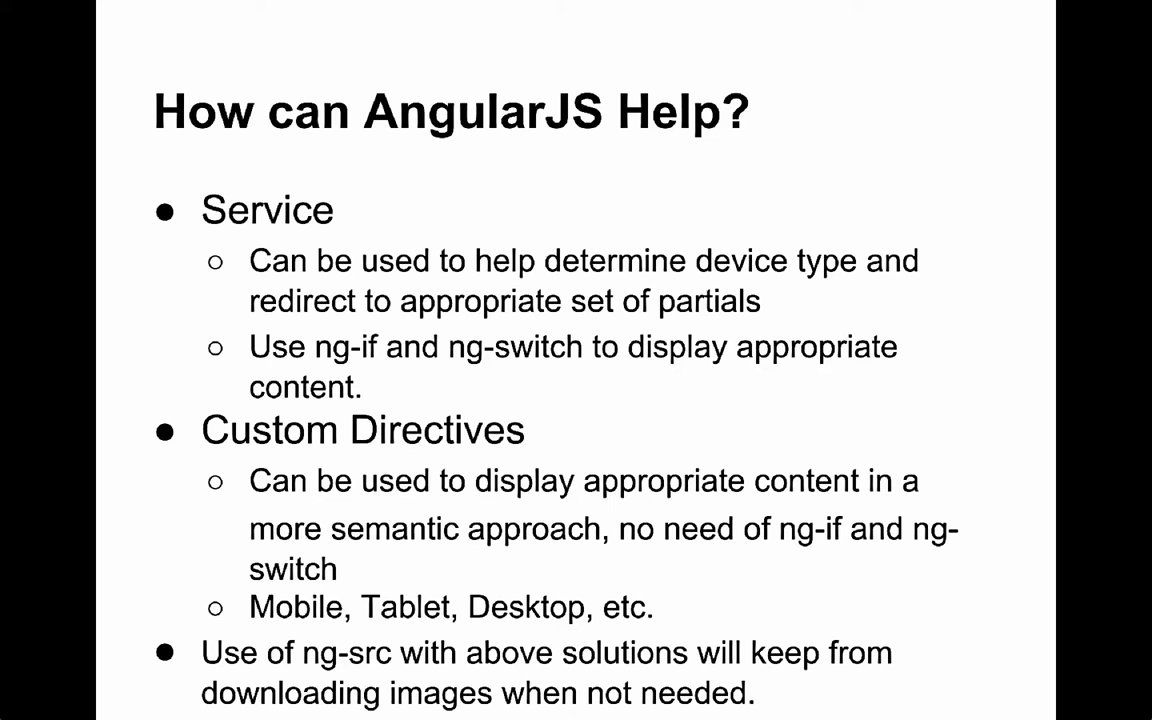 How can AngularJS Help?
● Service
○ Can be used to help determine device type and
redirect to appropriate set of partials
○ Use ng-if and ng-switch to display appropriate
content.
● Custom Directives
○ Can be used to display appropriate content in a
more semantic approach, no need of ng-if and ng-
switch
○ Mobile, Tablet, Desktop, etc.
● Use of ng-src with above solutions will keep from
downloading images when not needed.